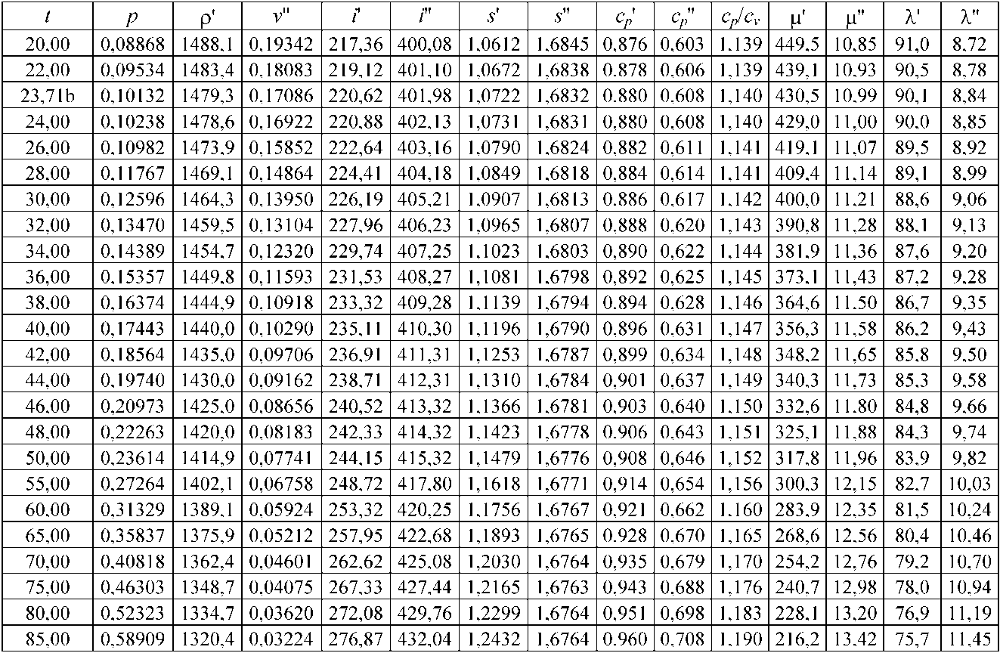 t p ρ' v" i' i" s' s" cp' cp" cp/cv μ' μ" λ' λ"
20,00 0,08868 1488,1 0,19342 217,36 400,08 1,0612 1,6845 0,876 0,603 1,139 449,5 10,85 91,0 8,72
22,00 0,09534 1483,4 0,18083 219,12 401,10 1,0672 1,6838 0,878 0,606 1,139 439,1 10,93 90,5 8,78
23,71b 0,10132 1479,3 0,17086 220,62 401,98 1,0722 1,6832 0,880 0,608 1,140 430,5 10,99 90,1 8,84
24,00 0,10238 1478,6 0,16922 220,88 402,13 1,0731 1,6831 0,880 0,608 1,140 429,0 11,00 90,0 8,85
26,00 0,10982 1473,9 0,15852 222,64 403,16 1,0790 1,6824 0,882 0,611 1,141 419,1 11,07 89,5 8,92
28,00 0,11767 1469,1 0,14864 224,41 404,18 1,0849 1,6818 0,884 0,614 1,141 409,4 11,14 89,1 8,99
30,00 0,12596 1464,3 0,13950 226,19 405,21 1,0907 1,6813 0,886 0,617 1,142 400,0 11,21 88,6 9,06
32,00 0,13470 1459,5 0,13104 227,96 406,23 1,0965 1,6807 0,888 0,620 1,143 390,8 11,28 88,1 9,13
34,00 0,14389 1454,7 0,12320 229,74 407,25 1,1023 1,6803 0,890 0,622 1,144 381,9 11,36 87,6 9,20
36,00 0,15357 1449,8 0,11593 231,53 408,27 1,1081 1,6798 0,892 0,625 1,145 373,1 11,43 87,2 9,28
38,00 0,16374 1444,9 0,10918 233,32 409,28 1,1139 1,6794 0,894 0,628 1,146 364,6 11,50 86,7 9,35
40,00 0,17443 1440,0 0,10290 235,11 410,30 1,1196 1,6790 0,896 0,631 1,147 356,3 11,58 86,2 9,43
42,00 0,18564 1435,0 0,09706 236,91 411,31 1,1253 1,6787 0,899 0,634 1,148 348,2 11,65 85,8 9,50
44,00 0,19740 1430,0 0,09162 238,71 412,31 1,1310 1,6784 0,901 0,637 1,149 340,3 11,73 85,3 9,58
46,00 0,20973 1425,0 0,08656 240,52 413,32 1,1366 1,6781 0,903 0,640 1,150 332,6 11,80 84,8 9,66
48,00 0,22263 1420,0 0,08183 242,33 414,32 1,1423 1,6778 0,906 0,643 1,151 325,1 11,88 84,3 9,74
50,00 0,23614 1414,9 0,07741 244,15 415,32 1,1479 1,6776 0,908 0,646 1,152 317,8 11,96 83,9 9,82
55,00 0,27264 1402,1 0,06758 248,72 417,80 1,1618 1,6771 0,914 0,654 1,156 300,3 12,15 82,7 10,03
60,00 0,31329 1389,1 0,05924 253,32 420,25 1,1756 1,6767 0,921 0,662 1,160 283,9 12,35 81,5 10,24
65,00 0,35837 1375,9 0,05212 257,95 422,68 1,1893 1,6765 0,928 0,670 1,165 268,6 12,56 80,4 10,46
70,00 0,40818 1362,4 0,04601 262,62 425,08 1,2030 1,6764 0,935 0,679 1,170 254,2 12,76 79,2 10,70
75,00 0,46303 1348,7 0,04075 267,33 427,44 1,2165 1,6763 0,943 0,688 1,176 240,7 12,98 78,0 10,94
80,00 0,52323 1334,7 0,03620 272,08 429,76 1,2299 1,6764 0,951 0,698 1,183 228,1 13,20 76,9 11,19
85,00 0,58909 1320,4 0,03224 276,87 432,04 1,2432 1,6764 0,960 0,708 1,190 216,2 13,42 75,7 11,45